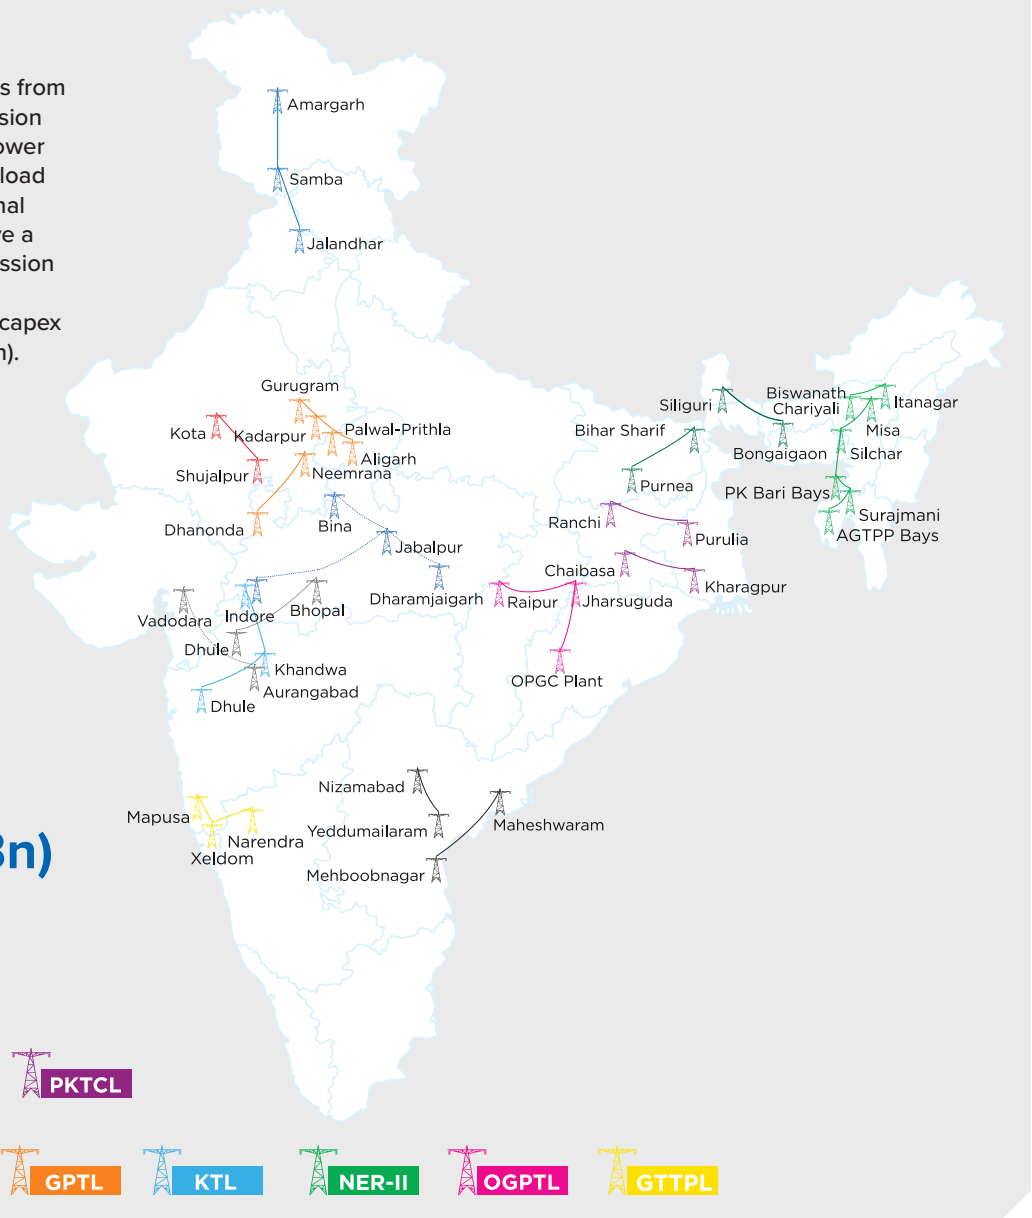 s from
sion
ower
load
nal
ve a
ssion
capex
n).
Amargarh
Samba
Jalandhar
Gurugram
Kota
Kadarpur
Palwal-Prithla
Aligarh
Shujalpur
Neemrana
Dhanonda
Bina
Jabalpur
Dharamjaigarh
Indore
Bhopal
Vadodara
Dhule
Khandwa
Aurangabad
Dhule
Siliguri
Bongaigaon
Bihar Sharif
Purnea
Biswanath
Chariyali
Itanagar
Misa
Silchar
PK Bari Bays
Surajmani
AGTPP Bays
Ranchi
Purulia
Chaibasa
Kharagpur
Raipur
Jharsuguda
OPGC Plant
Nizamabad
Yeddumailaram
Maheshwaram
Mehboobnagar
Mapusa
Narendra
Xeldom
Bn)
PKTCL
GPTL
KTL
NER-II
OGPTL
GTTPL